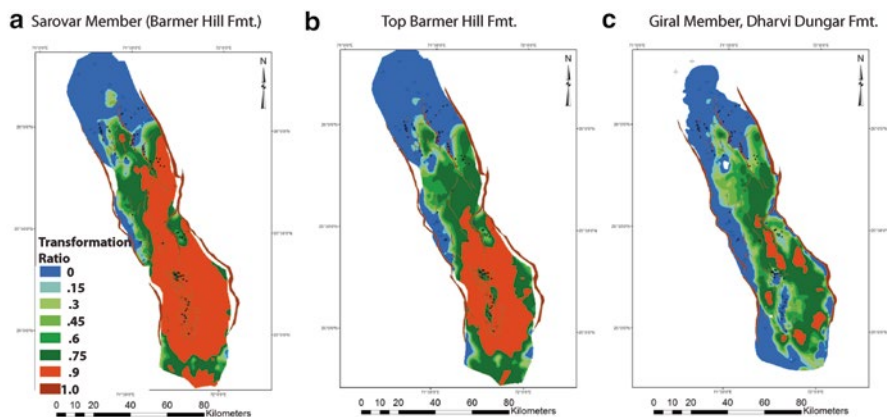 a Sarovar Member (Barmer Hill Fmt.)
b Top Barmer Hill Fmt.
c Giral Member, Dharvi Dungar Fmt.
N
N
N
Transformation
Ratio
0
.15
.3
.45
.6
.75
.9
1.0
0 10 20 40 60 80
Kilometers
0 10 20 40 60 80
Kilometers
0 10 20 40 60 80
Kilometers